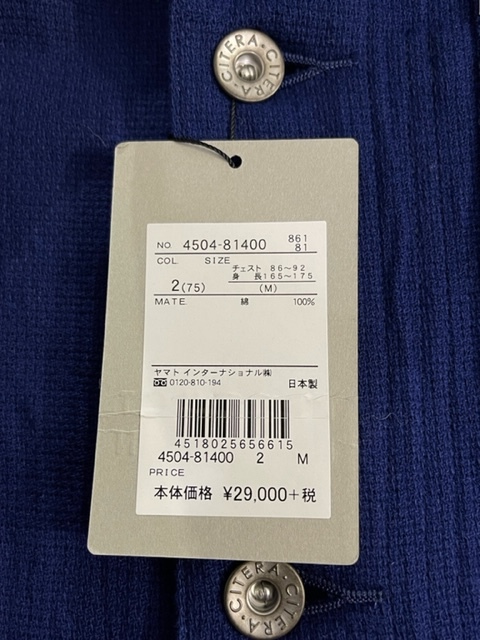 CITERA・CITERA・
NO. 4504-81400 861
81
COL. SIZE
2(75) チェスト 86〜92
身 長165〜175
(M)
MATE. 綿 100%
ヤマト インターナショナル㈱
0120-810-194 日本製
4518025656615
4504-81400 2 M
PRICE
本体価格 ¥29,000+税
CITERA・CITERA・